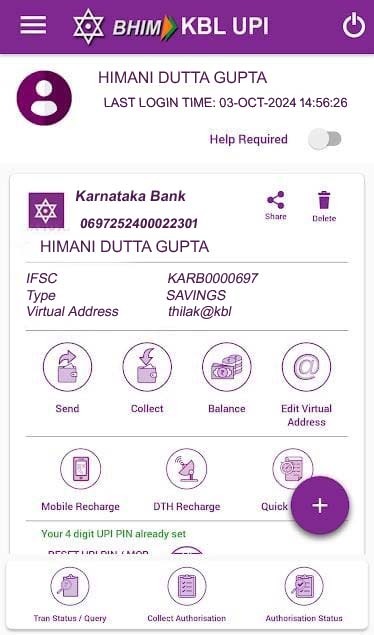 BHIM KBL UPI
HIMANI DUTTA GUPTA
LAST LOGIN TIME: 03-OCT-2024 14:56:26
Help Required
Karnataka Bank
0697252400022301
Share
Delete
HIMANI DUTTA GUPTA
IFSC KARB0000697
Type SAVINGS
Virtual Address thilak@kbl
Send Collect Balance Edit Virtual
Address
Mobile Recharge DTH Recharge Quick
+
Your 4 digit UPI PIN already set
RESET UPI PIN / MOB
Tran Status / Query Collect Authorisation Authorisation Status